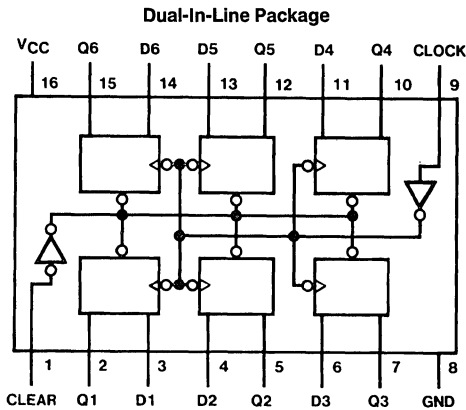 Dual-In-Line Package
VCC Q6 D6 D5 Q5 D4 Q4 CLOCK
16 15 14 13 12 11 10 9
1 2 3 4 5 6 7 8
CLEAR Q1 D1 D2 Q2 D3 Q3 GND